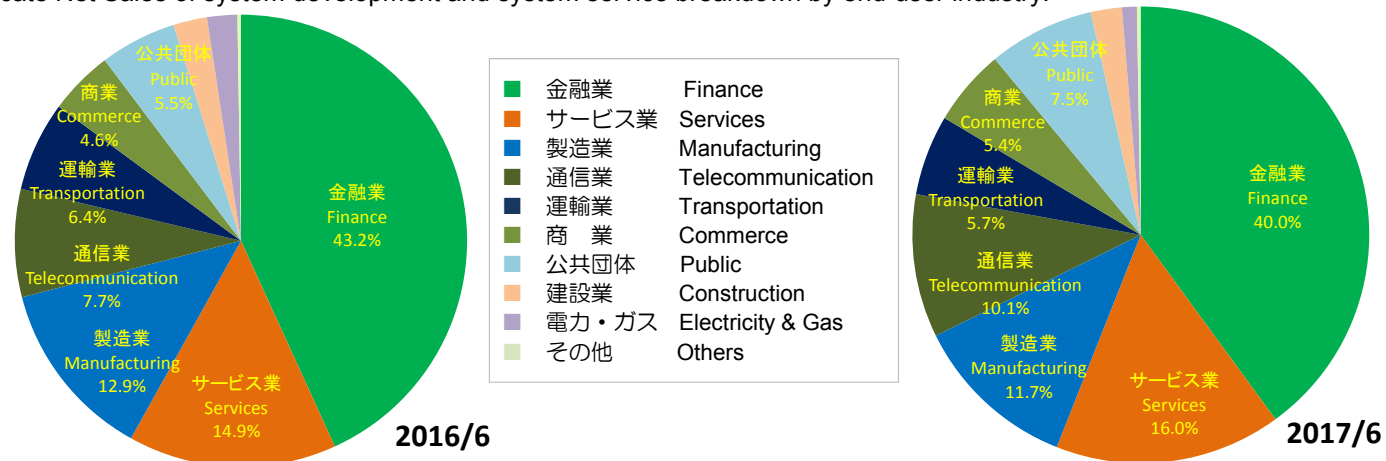 cate Net Sales of system development and system service breakdown by end-user industry.
公共団体
Public
5.5%
商業
Commerce
4.6%
運輸業
Transportation
6.4%
通信業
Telecommunication
7.7%
製造業
Manufacturing
12.9%
サービス業
Services
14.9%
金融業
Finance
43.2%
2016/6
金融業 Finance
サービス業 Services
製造業 Manufacturing
通信業 Telecommunication
運輸業 Transportation
商 業 Commerce
公共団体 Public
建設業 Construction
電力・ガス Electricity & Gas
その他 Others
公共団体
Public
7.5%
商業
Commerce
5.4%
運輸業
Transportation
5.7%
通信業
Telecommunication
10.1%
製造業
Manufacturing
11.7%
サービス業
Services
16.0%
金融業
Finance
40.0%
2017/6